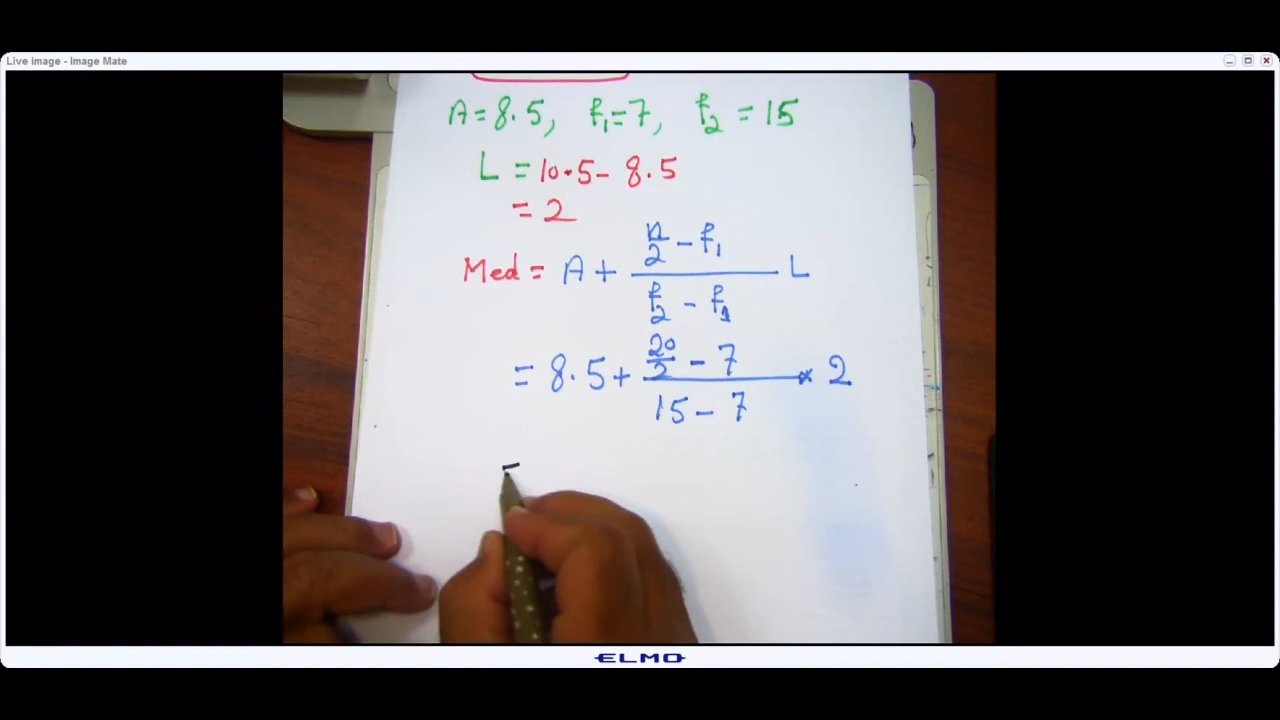 Live image - Image Mate
A = 8.5, f₁ = 7, f₂ = 15
L = 10.5 - 8.5
= 2
Med = A + (n/2 - f₁)/(f₂ - f₁) L
= 8.5 + (20/2 - 7)/(15 - 7) × 2
ELMO